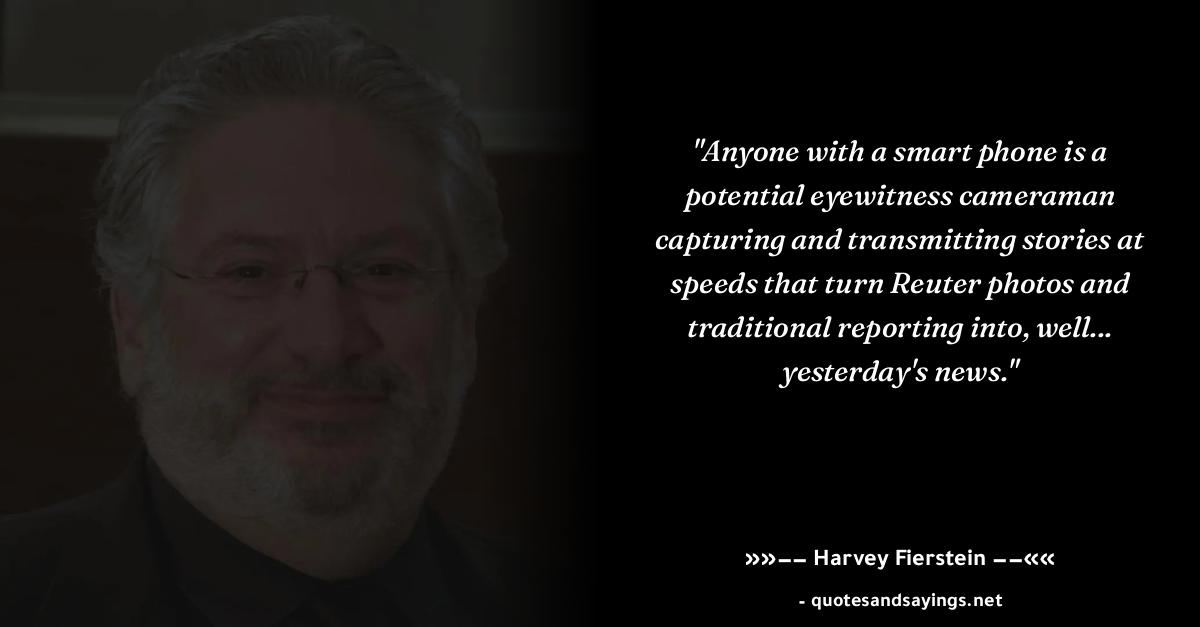 "Anyone with a smart phone is a
potential eyewitness cameraman
capturing and transmitting stories at
speeds that turn Reuter photos and
traditional reporting into, well...
yesterday's news."
»»−− Harvey Fierstein −−««
- quotesandsayings.net